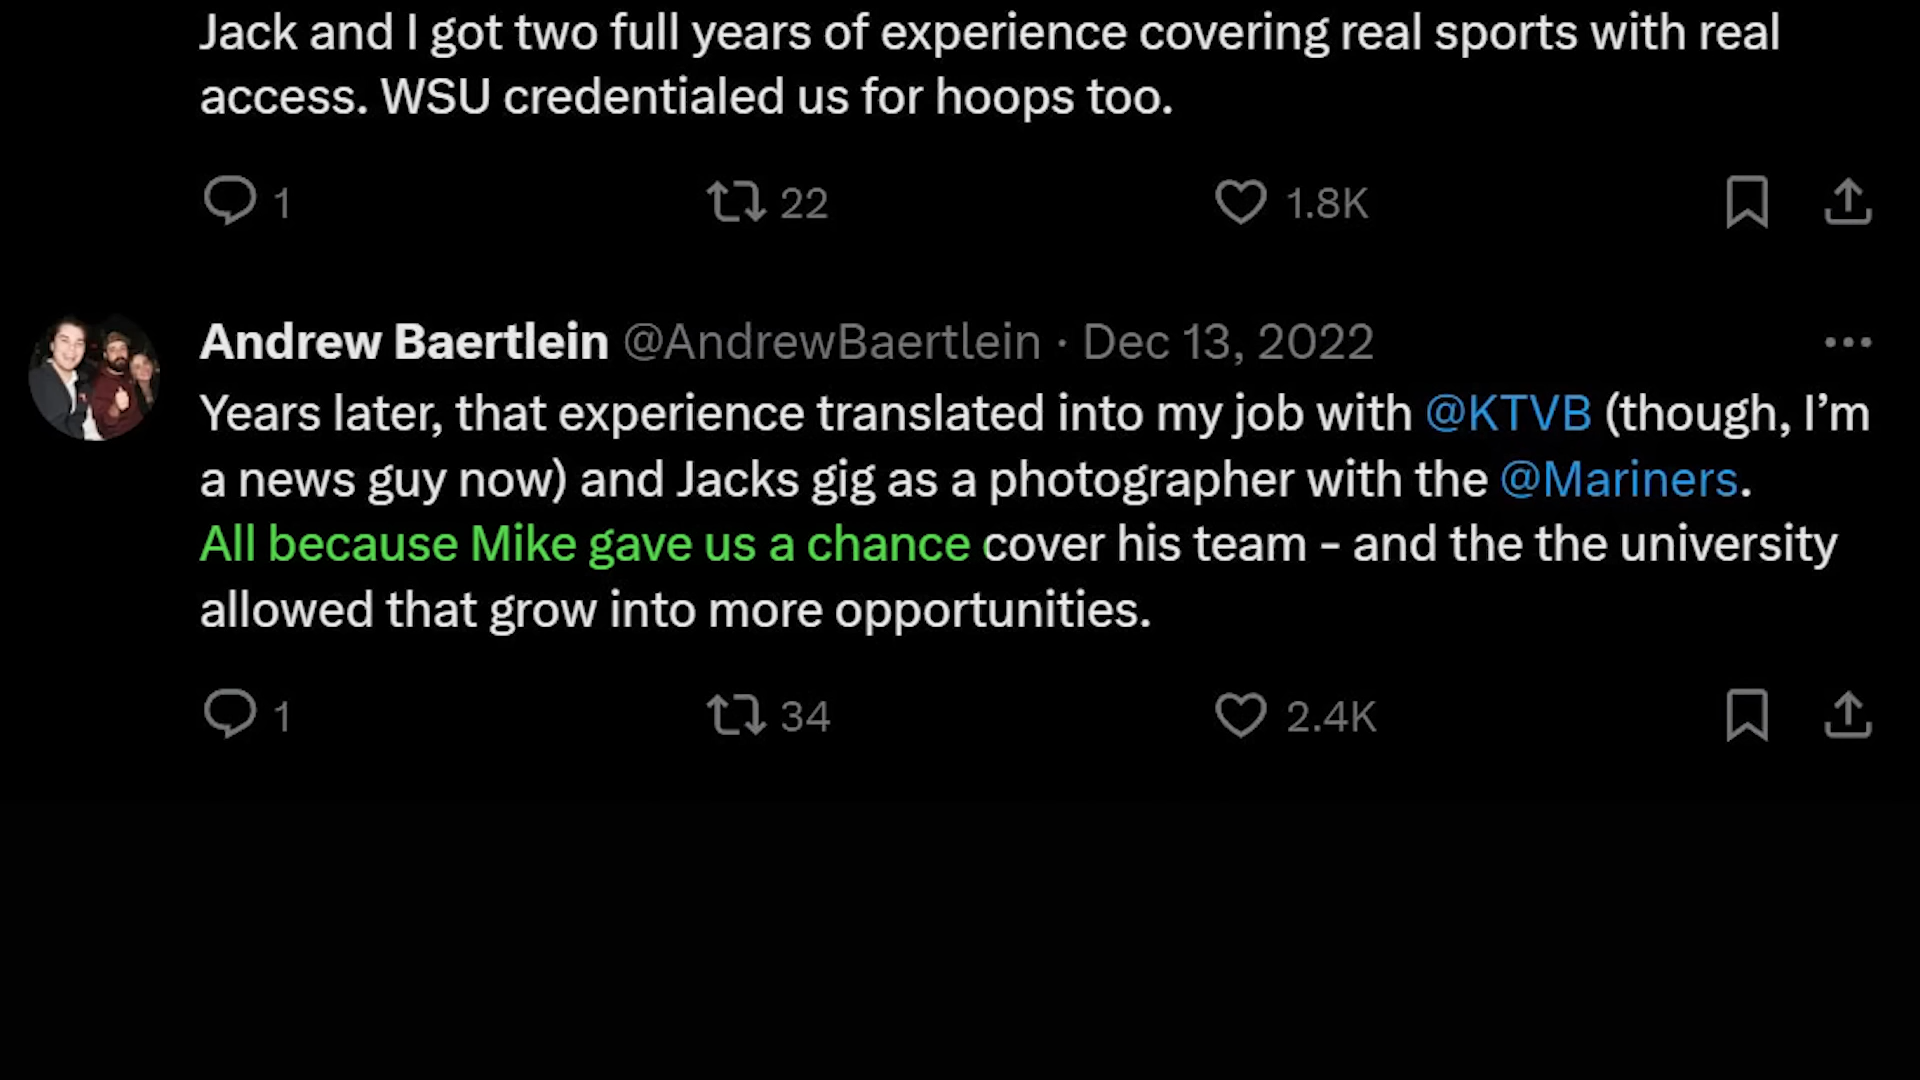 Jack and I got two full years of experience covering real sports with real
access. WSU credentialed us for hoops too.
1 22 1.8K
Andrew Baertlein @AndrewBaertlein · Dec 13, 2022
Years later, that experience translated into my job with @KTVB (though, I’m
a news guy now) and Jacks gig as a photographer with the @Mariners.
All because Mike gave us a chance cover his team - and the the university
allowed that grow into more opportunities.
1 34 2.4K